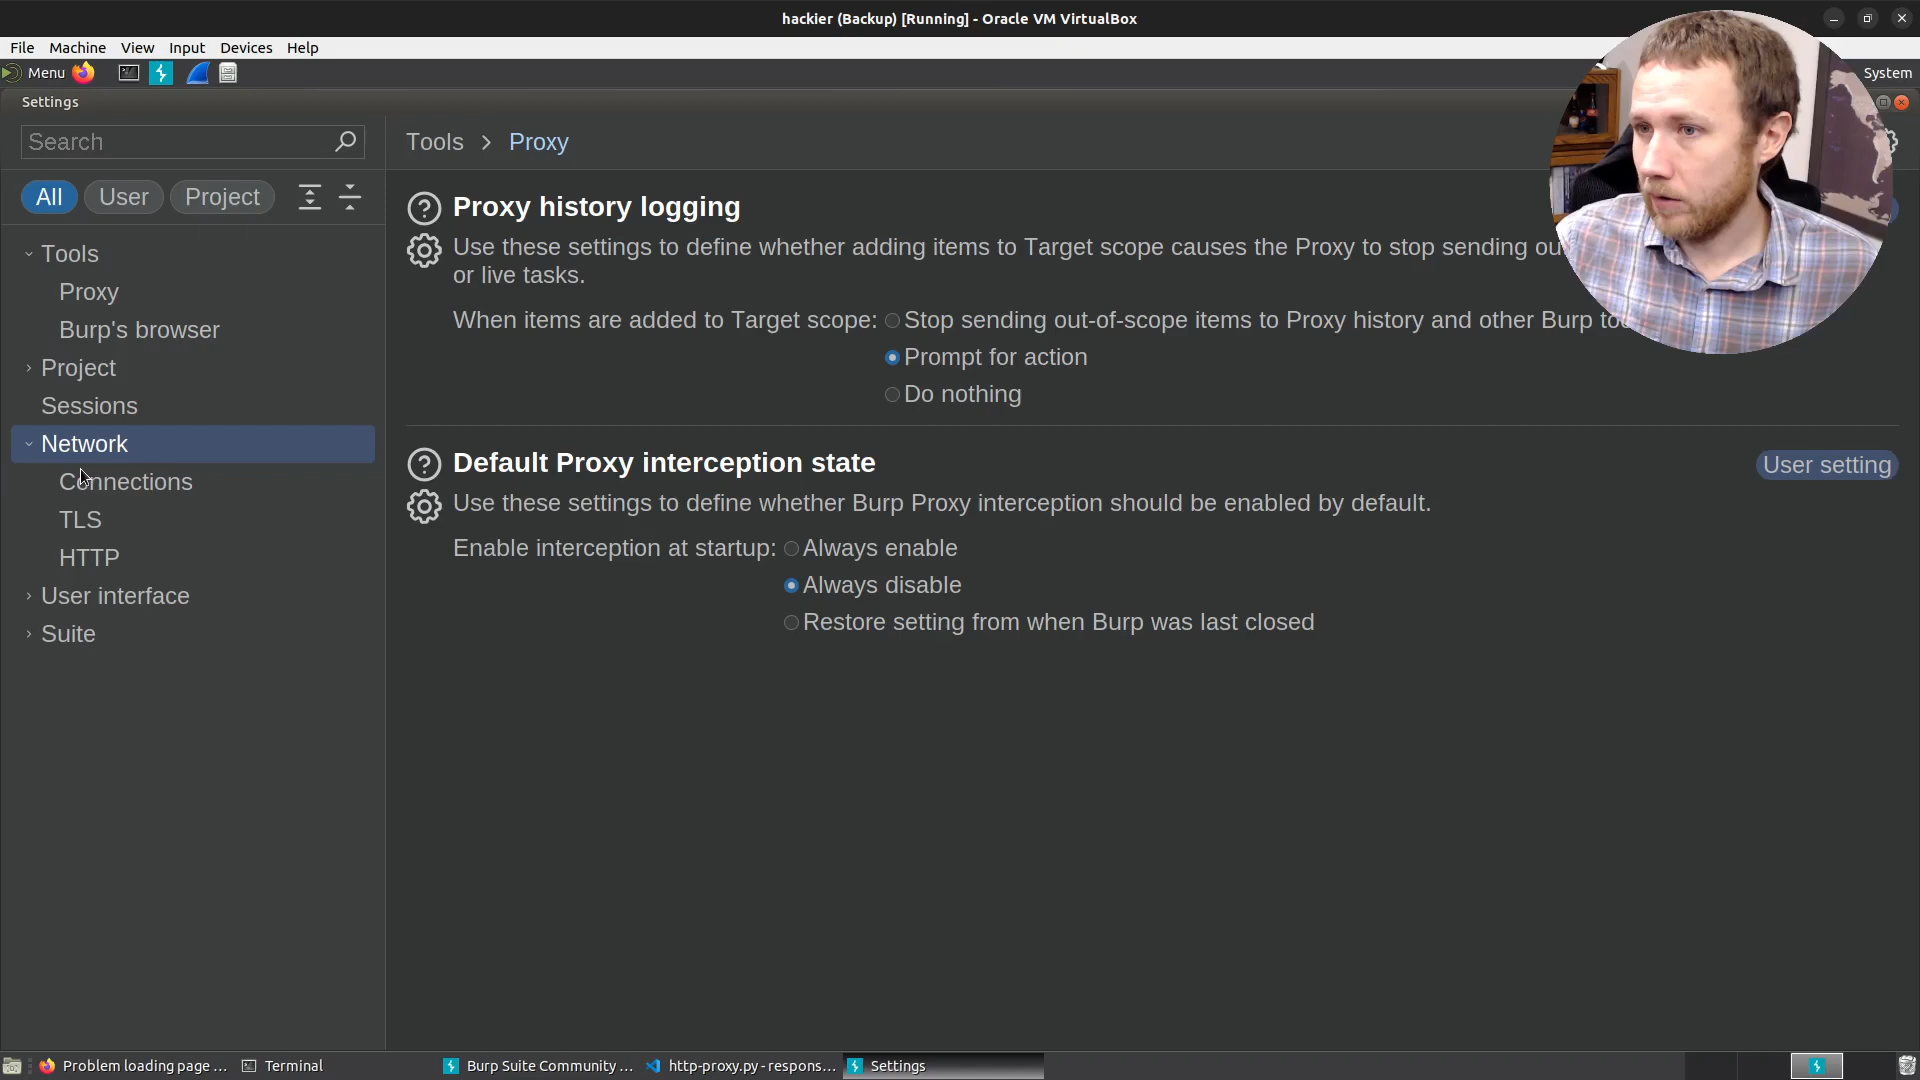 hackier (Backup) [Running] - Oracle VM VirtualBox
File Machine View Input Devices Help
Menu
System
Settings
Search
Tools > Proxy
All User Project
Tools
Proxy
Burp's browser
Project
Sessions
Network
Connections
TLS
HTTP
User interface
Suite
Proxy history logging
Use these settings to define whether adding items to Target scope causes the Proxy to stop sending
or live tasks.
When items are added to Target scope: Stop sending out-of-scope items to Proxy history and other Burp
Prompt for action
Do nothing
Default Proxy interception state
User setting
Use these settings to define whether Burp Proxy interception should be enabled by default.
Enable interception at startup: Always enable
Always disable
Restore setting from when Burp was last closed
Problem loading page ... Terminal Burp Suite Community ... http-proxy.py - respons... Settings